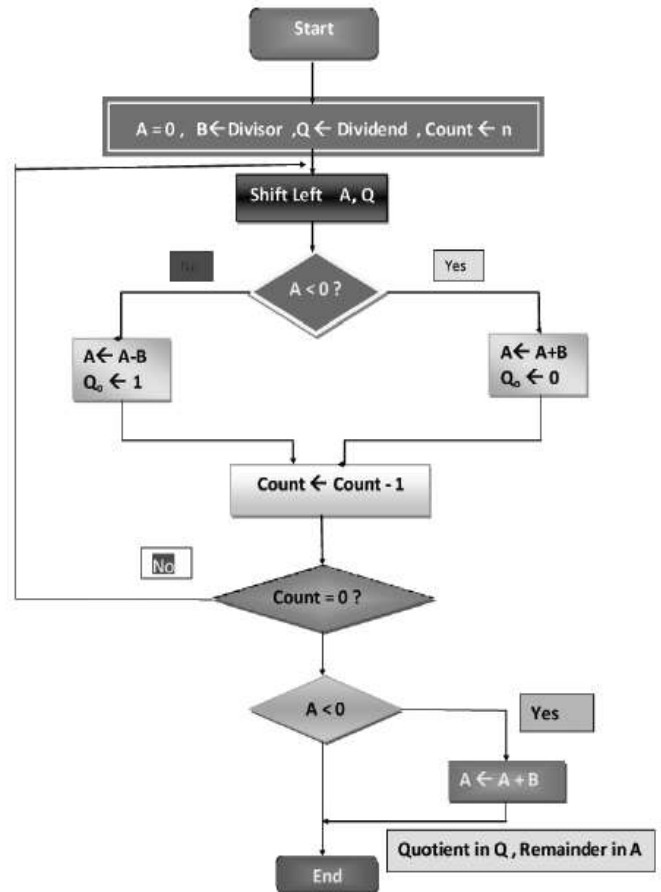 Start
A = 0 , B ← Divisor , Q ← Dividend , Count ← n
Shift Left A, Q
No
Yes
A < 0 ?
A ← A-B
Q₀ ← 1
A ← A+B
Q₀ ← 0
Count ← Count - 1
No
Count = 0 ?
A < 0
Yes
A ← A + B
Quotient in Q , Remainder in A
End